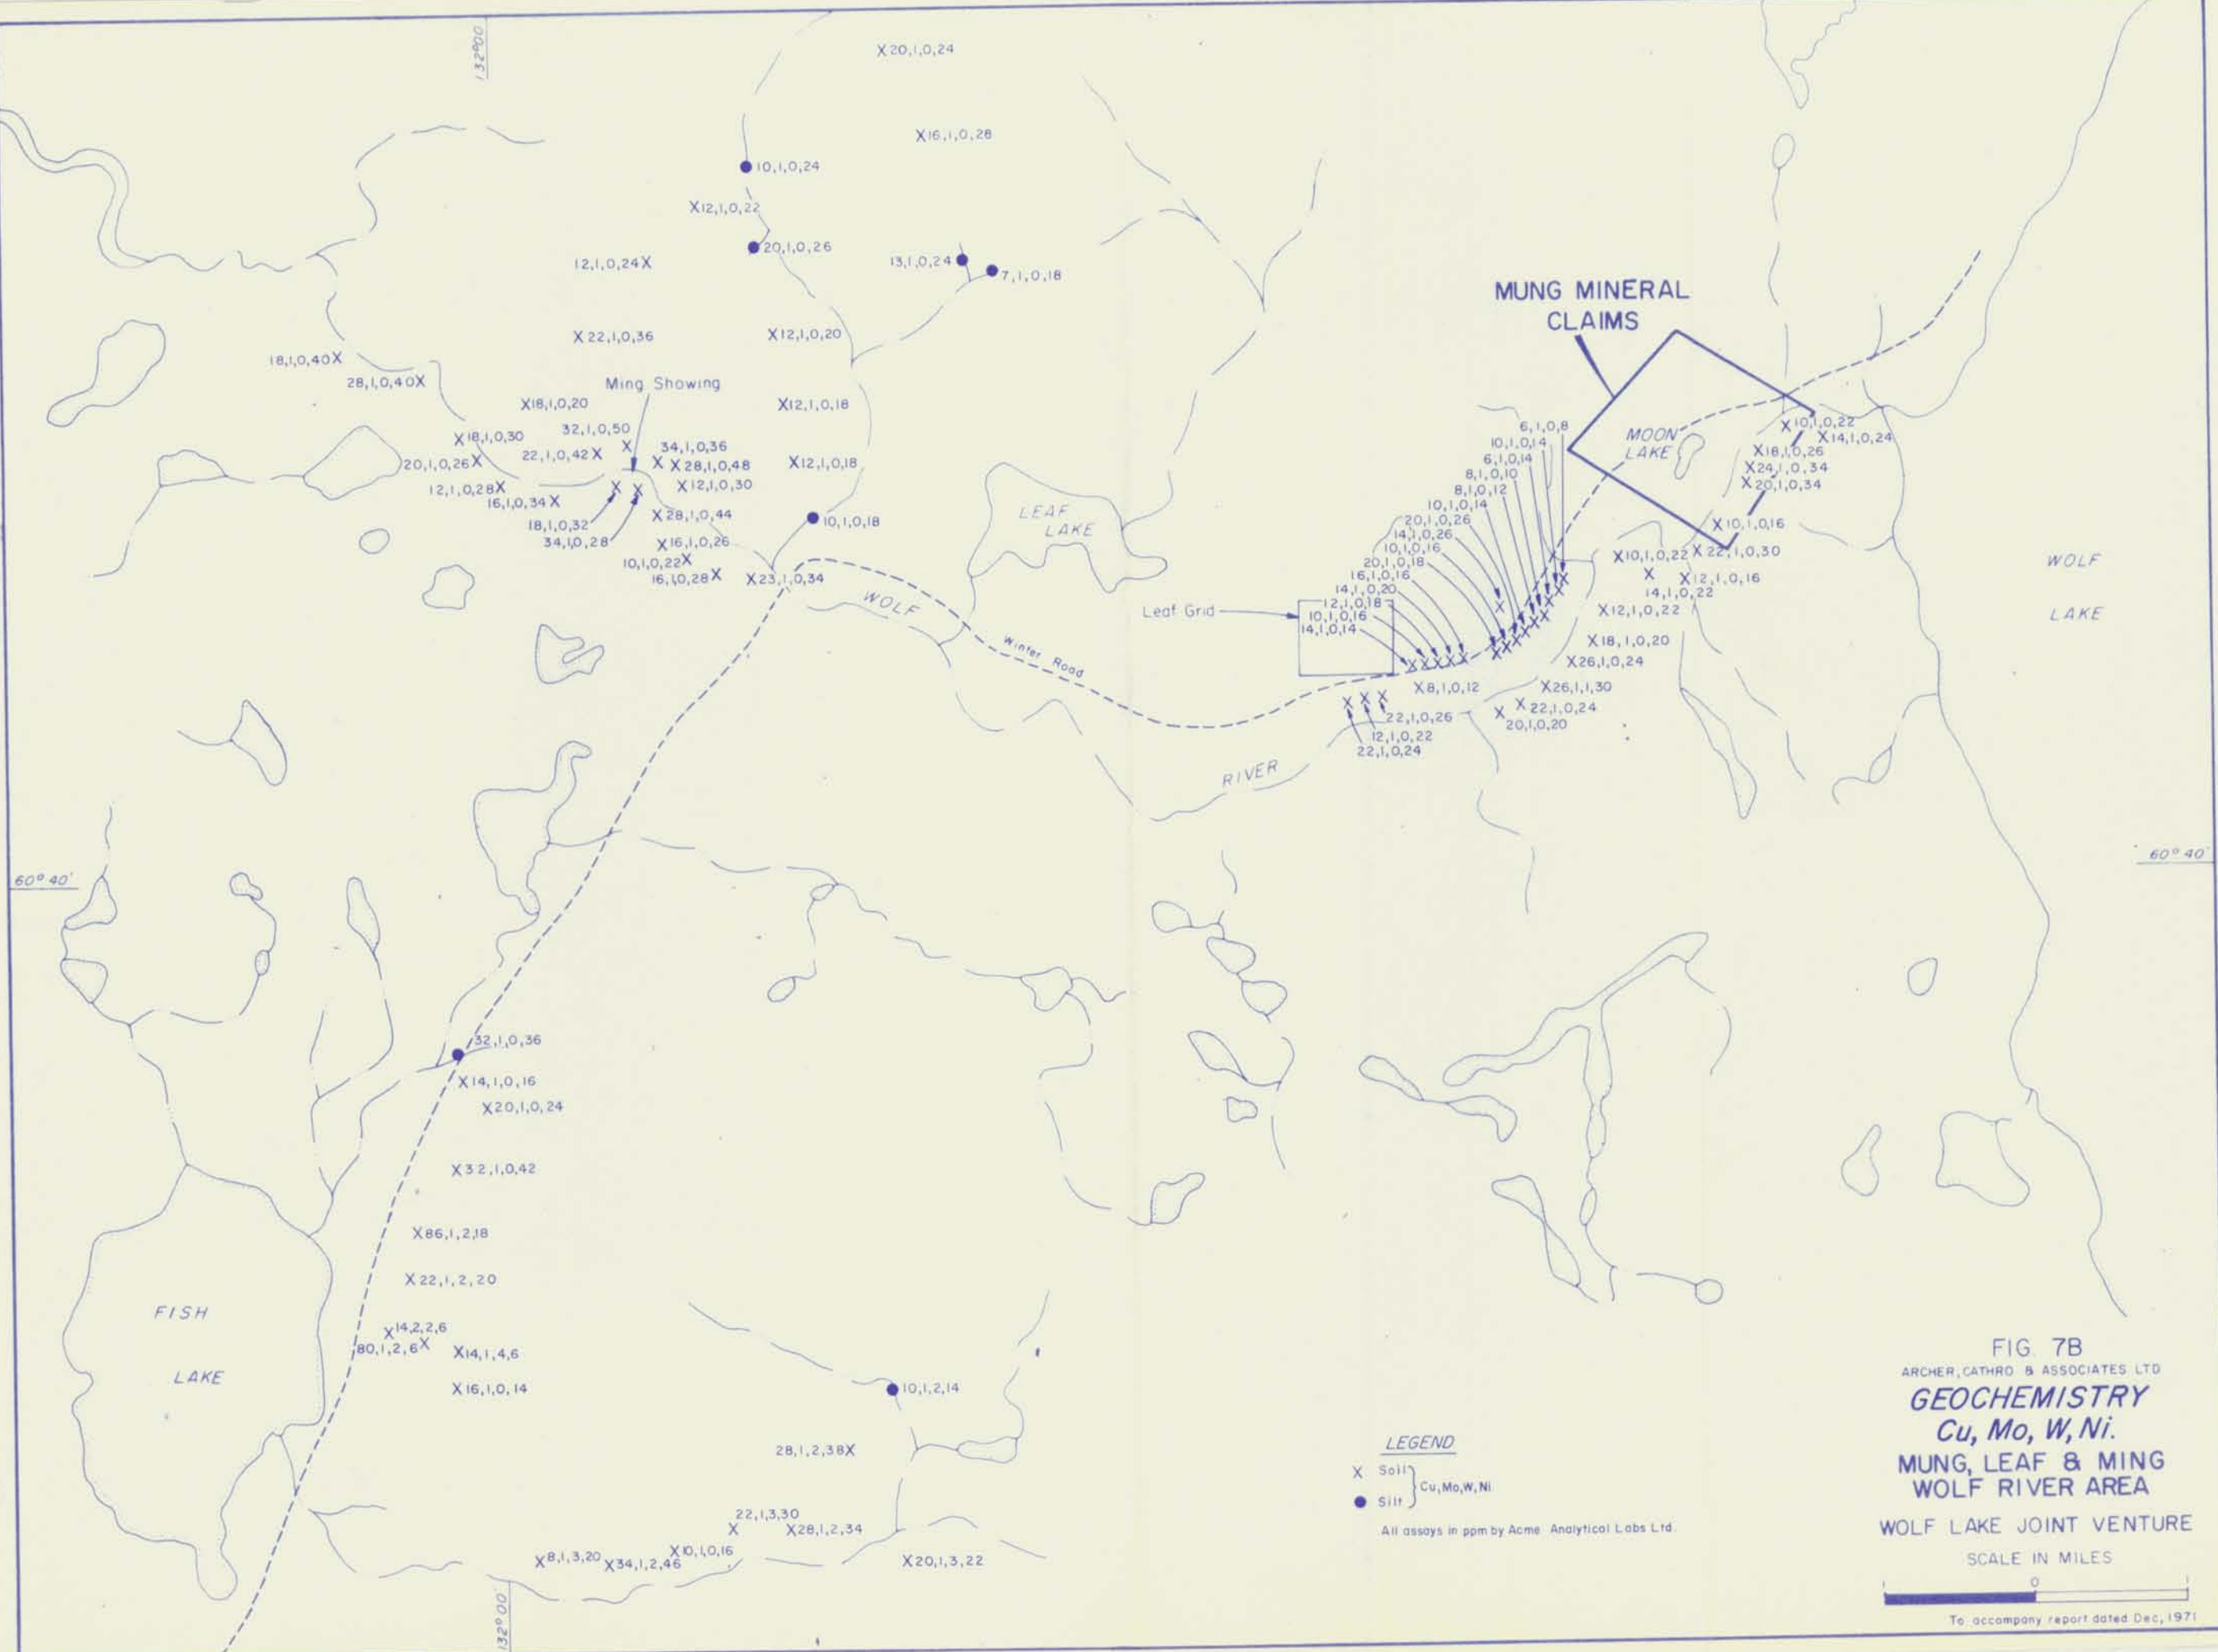 132°00'
X 20,1,0,24
X16,1,0,28
10,1,0,24
X12,1,0,22
20,1,0,26
12,1,0,24X
13,1,0,24
7,1,0,18
MUNG MINERAL
CLAIMS
X 22,1,0,36
X12,1,0,20
18,1,0,40X
28,1,0,40X
Ming Showing
X18,1,0,20
X12,1,0,18
32,1,0,50
X18,1,0,30
34,1,0,36
22,1,0,42X
20,1,0,26X
X X28,1,0,48
X12,1,0,18
12,1,0,28X
X12,1,0,30
16,1,0,34X
18,1,0,32
X28,1,0,44
34,1,0,28
10,1,0,18
X16,1,0,26
10,1,0,22X
16,1,0,28X
X23,1,0,34
LEAF
LAKE
WOLF
Winter Road
RIVER
Leaf Grid
6,1,0,8
10,1,0,14
6,1,0,14
8,1,0,10
8,1,0,12
10,1,0,14
20,1,0,26
14,1,0,26
10,1,0,16
20,1,0,18
16,1,0,16
14,1,0,20
12,1,0,18
10,1,0,16
14,1,0,14
MOON
LAKE
X10,1,0,22
X14,1,0,24
X18,1,0,26
X24,1,0,34
X20,1,0,34
X10,1,0,16
X10,1,0,22
X 22,1,0,30
X12,1,0,16
14,1,0,22
X12,1,0,22
X18,1,0,20
X26,1,0,24
X8,1,0,12
X26,1,1,30
X 22,1,0,24
20,1,0,20
22,1,0,26
12,1,0,22
22,1,0,24
WOLF
LAKE
60° 40'
60° 40'
32,1,0,36
X14,1,0,16
X20,1,0,24
X32,1,0,42
X86,1,2,18
X22,1,2,20
X14,2,2,6
80,1,2,6X
X14,1,4,6
X16,1,0,14
FISH
LAKE
10,1,2,14
28,1,2,38X
22,1,3,30
X
X28,1,2,34
X8,1,3,20
X34,1,2,46
X10,1,0,16
X20,1,3,22
132°00'
LEGEND
X Soil
Cu,Mo,W,Ni
Silt
All assays in ppm by Acme Analytical Labs Ltd.
FIG. 7B
ARCHER, CATHRO & ASSOCIATES LTD
GEOCHEMISTRY
Cu, Mo, W, Ni.
MUNG, LEAF & MING
WOLF RIVER AREA
WOLF LAKE JOINT VENTURE
SCALE IN MILES
1 0 1
To accompany report dated Dec, 1971